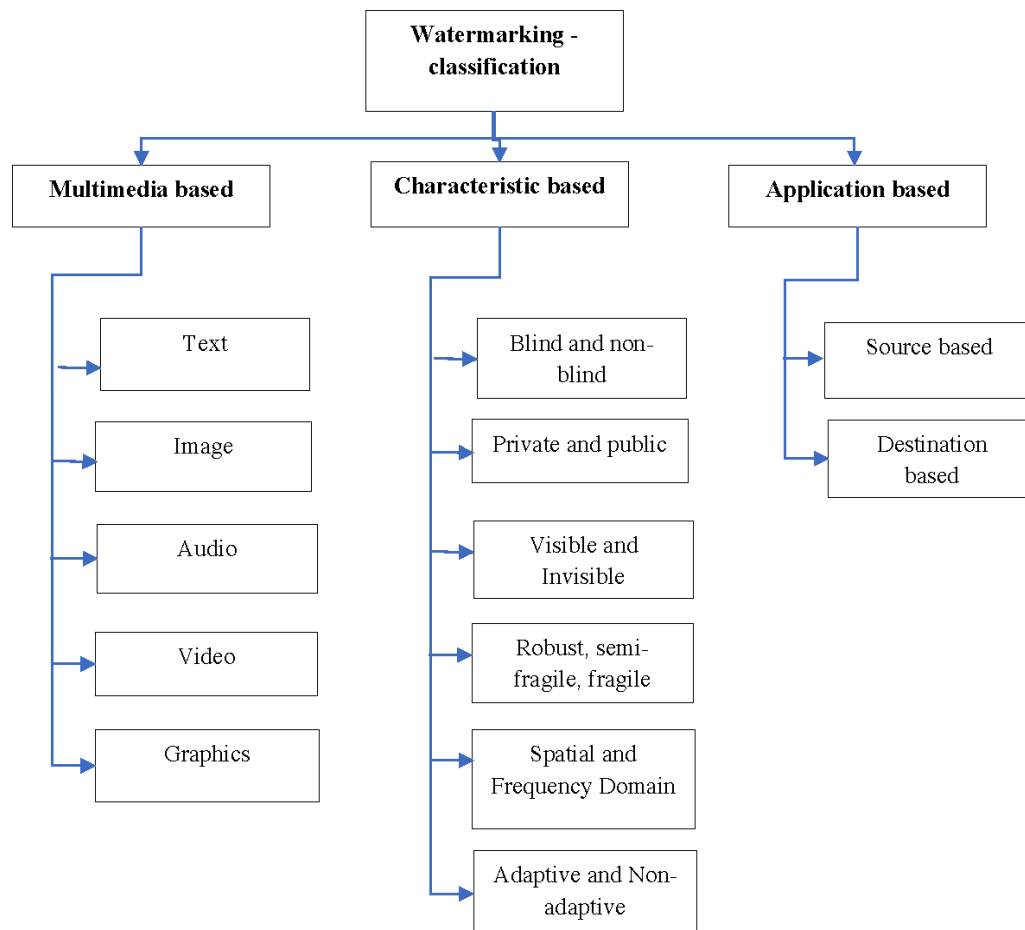 Watermarking -
classification
Multimedia based
Characteristic based
Application based
Text
Image
Audio
Video
Graphics
Blind and non-
blind
Private and public
Visible and
Invisible
Robust, semi-
fragile, fragile
Spatial and
Frequency Domain
Adaptive and Non-
adaptive
Source based
Destination
based